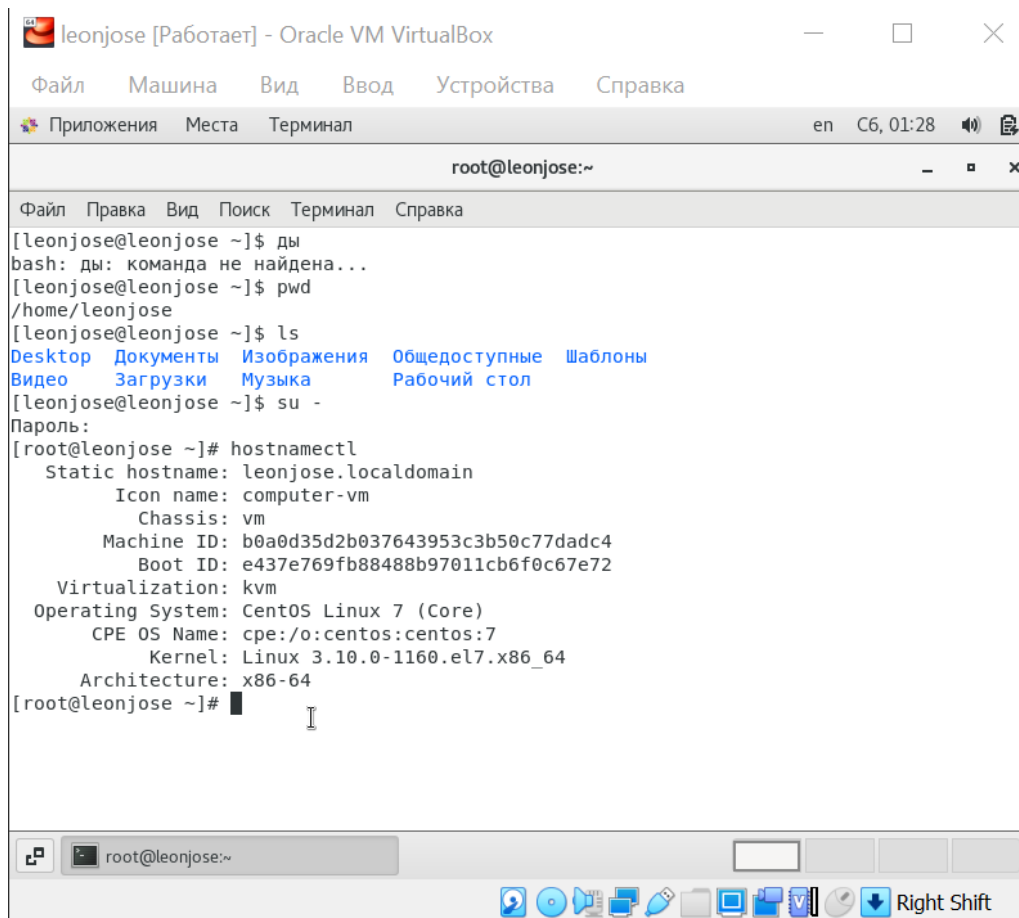 64
leonjose [Работает] - Oracle VM VirtualBox
Файл Машина Вид Ввод Устройства Справка
Приложения Места Терминал en Сб, 01:28
root@leonjose:~
Файл Правка Вид Поиск Терминал Справка
[leonjose@leonjose ~]$ ды
bash: ды: команда не найдена...
[leonjose@leonjose ~]$ pwd
/home/leonjose
[leonjose@leonjose ~]$ ls
Desktop Документы Изображения Общедоступные Шаблоны
Видео Загрузки Музыка Рабочий стол
[leonjose@leonjose ~]$ su -
Пароль:
[root@leonjose ~]# hostnamectl
Static hostname: leonjose.localdomain
Icon name: computer-vm
Chassis: vm
Machine ID: b0a0d35d2b037643953c3b50c77dadc4
Boot ID: e437e769fb88488b97011cb6f0c67e72
Virtualization: kvm
Operating System: CentOS Linux 7 (Core)
CPE OS Name: cpe:/o:centos:centos:7
Kernel: Linux 3.10.0-1160.el7.x86_64
Architecture: x86-64
[root@leonjose ~]#
root@leonjose:~
Right Shift